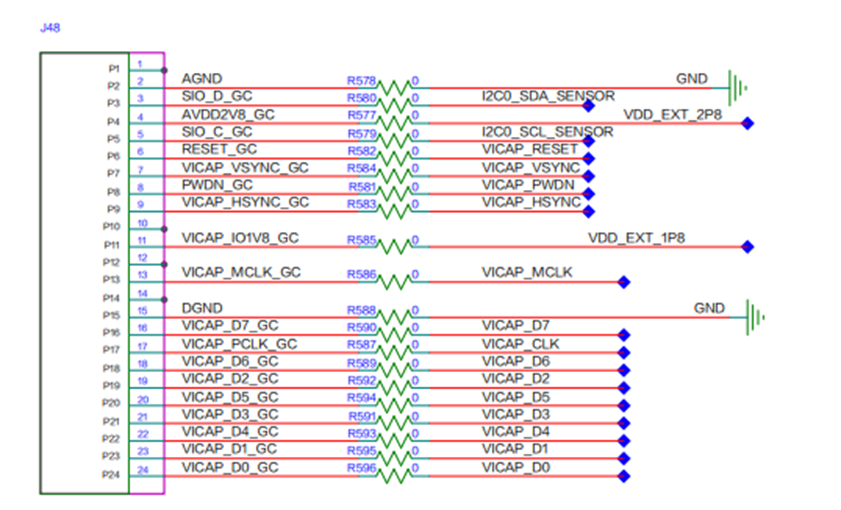 J48
P1 1
P2 2 AGND R578 0 GND
P3 3 SIO_D_GC R580 0 I2C0_SDA_SENSOR
P4 4 AVDD2V8_GC R577 0 VDD_EXT_2P8
P5 5 SIO_C_GC R579 0 I2C0_SCL_SENSOR
P6 6 RESET_GC R582 0 VICAP_RESET
P7 7 VICAP_VSYNC_GC R584 0 VICAP_VSYNC
P8 8 PWDN_GC R581 0 VICAP_PWDN
P9 9 VICAP_HSYNC_GC R583 0 VICAP_HSYNC
P10 10
P11 11 VICAP_IO1V8_GC R585 0 VDD_EXT_1P8
P12 12
P13 13 VICAP_MCLK_GC R586 0 VICAP_MCLK
P14 14
P15 15 DGND R588 0 GND
P16 16 VICAP_D7_GC R590 0 VICAP_D7
P17 17 VICAP_PCLK_GC R587 0 VICAP_CLK
P18 18 VICAP_D6_GC R589 0 VICAP_D6
P19 19 VICAP_D2_GC R592 0 VICAP_D2
P20 20 VICAP_D5_GC R594 0 VICAP_D5
P21 21 VICAP_D3_GC R591 0 VICAP_D3
P22 22 VICAP_D4_GC R593 0 VICAP_D4
P23 23 VICAP_D1_GC R595 0 VICAP_D1
P24 24 VICAP_D0_GC R596 0 VICAP_D0